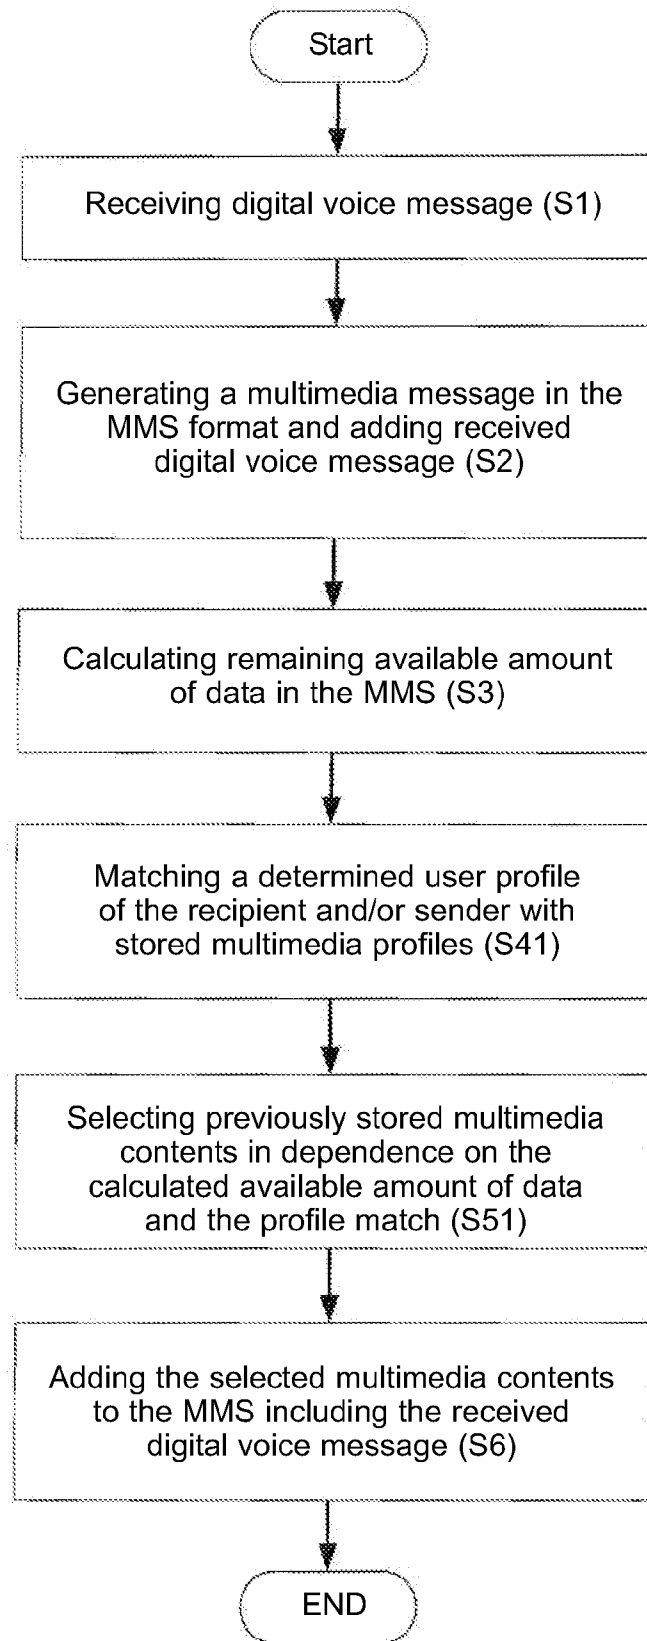 Start
Receiving digital voice message (S1)
Generating a multimedia message in the
MMS format and adding received
digital voice message (S2)
Calculating remaining available amount
of data in the MMS (S3)
Matching a determined user profile
of the recipient and/or sender with
stored multimedia profiles (S41)
Selecting previously stored multimedia
contents in dependence on the
calculated available amount of data
and the profile match (S51)
Adding the selected multimedia contents
to the MMS including the received
digital voice message (S6)
END